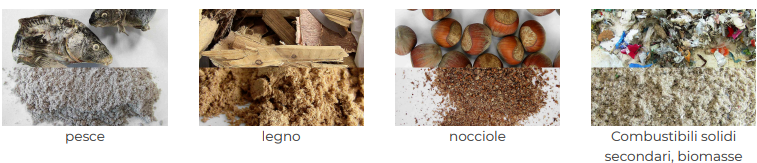 pesce
legno
nocciole
Combustibili solidi
secondari, biomasse